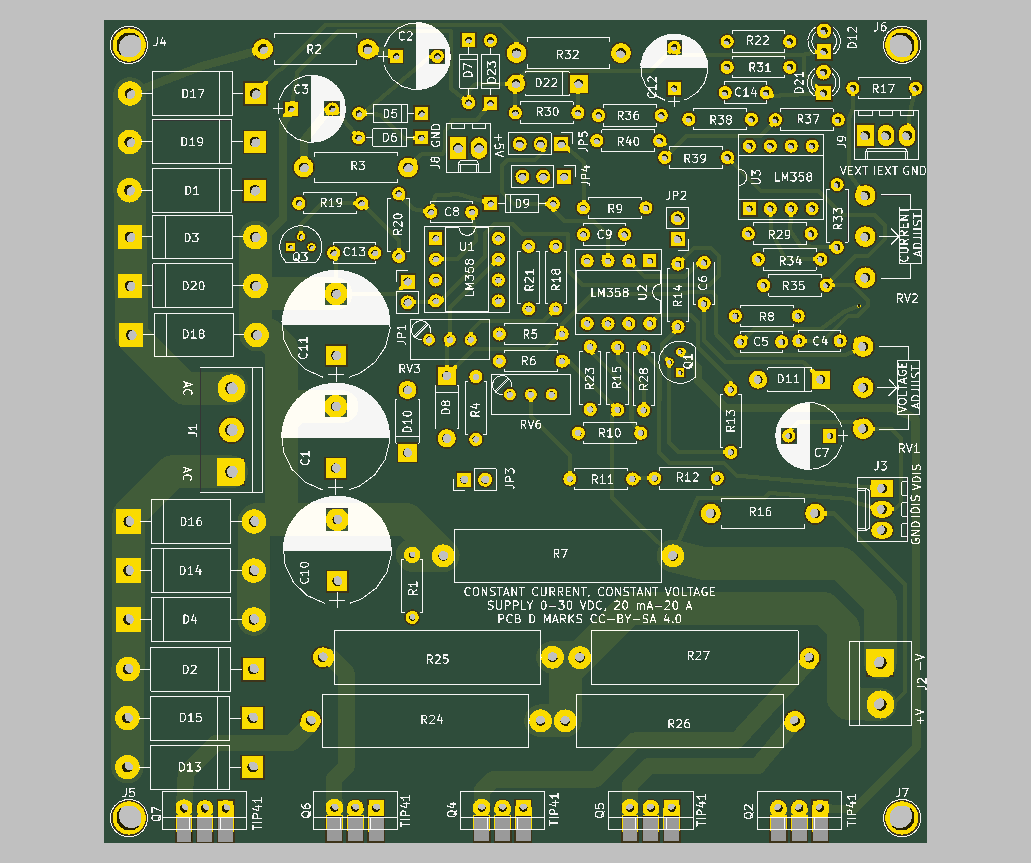 J4
R2
C2
D7
D23
R32
C12
R22
D12
J6
R31
D21
D17
C3
D22
C14
R17
D5
R30
R36
R38
R37
D19
D6
GND
+5V
J8
JP5
R40
J9
R3
R39
U3
LM358
VEXT IEXT GND
D1
JP4
JP2
R19
R20
C8
D9
R9
R33
CURRENT
ADJUST
D3
Q3
C13
U1
LM358
C9
R29
R34
D20
R21
R18
LM358
U2
R14
C6
R35
RV2
D18
C11
JP1
R5
R8
C5
C4
AC
RV3
R6
R23
R15
R28
Q1
D11
VOLTAGE
ADJUST
J1
D10
D8
R4
RV6
R10
R13
C7
AC
C1
RV1
JP3
R11
R12
J3
GND IDIS VDIS
D16
R16
D14
C10
R7
R1
CONSTANT CURRENT, CONSTANT VOLTAGE
SUPPLY 0-30 VDC, 20 mA-20 A
PCB D MARKS CC-BY-SA 4.0
D4
D2
R25
R27
-V
J2
+V
D15
R24
R26
D13
J5
J7
Q7
TIP41
Q6
TIP41
Q4
TIP41
Q5
TIP41
Q2
TIP41